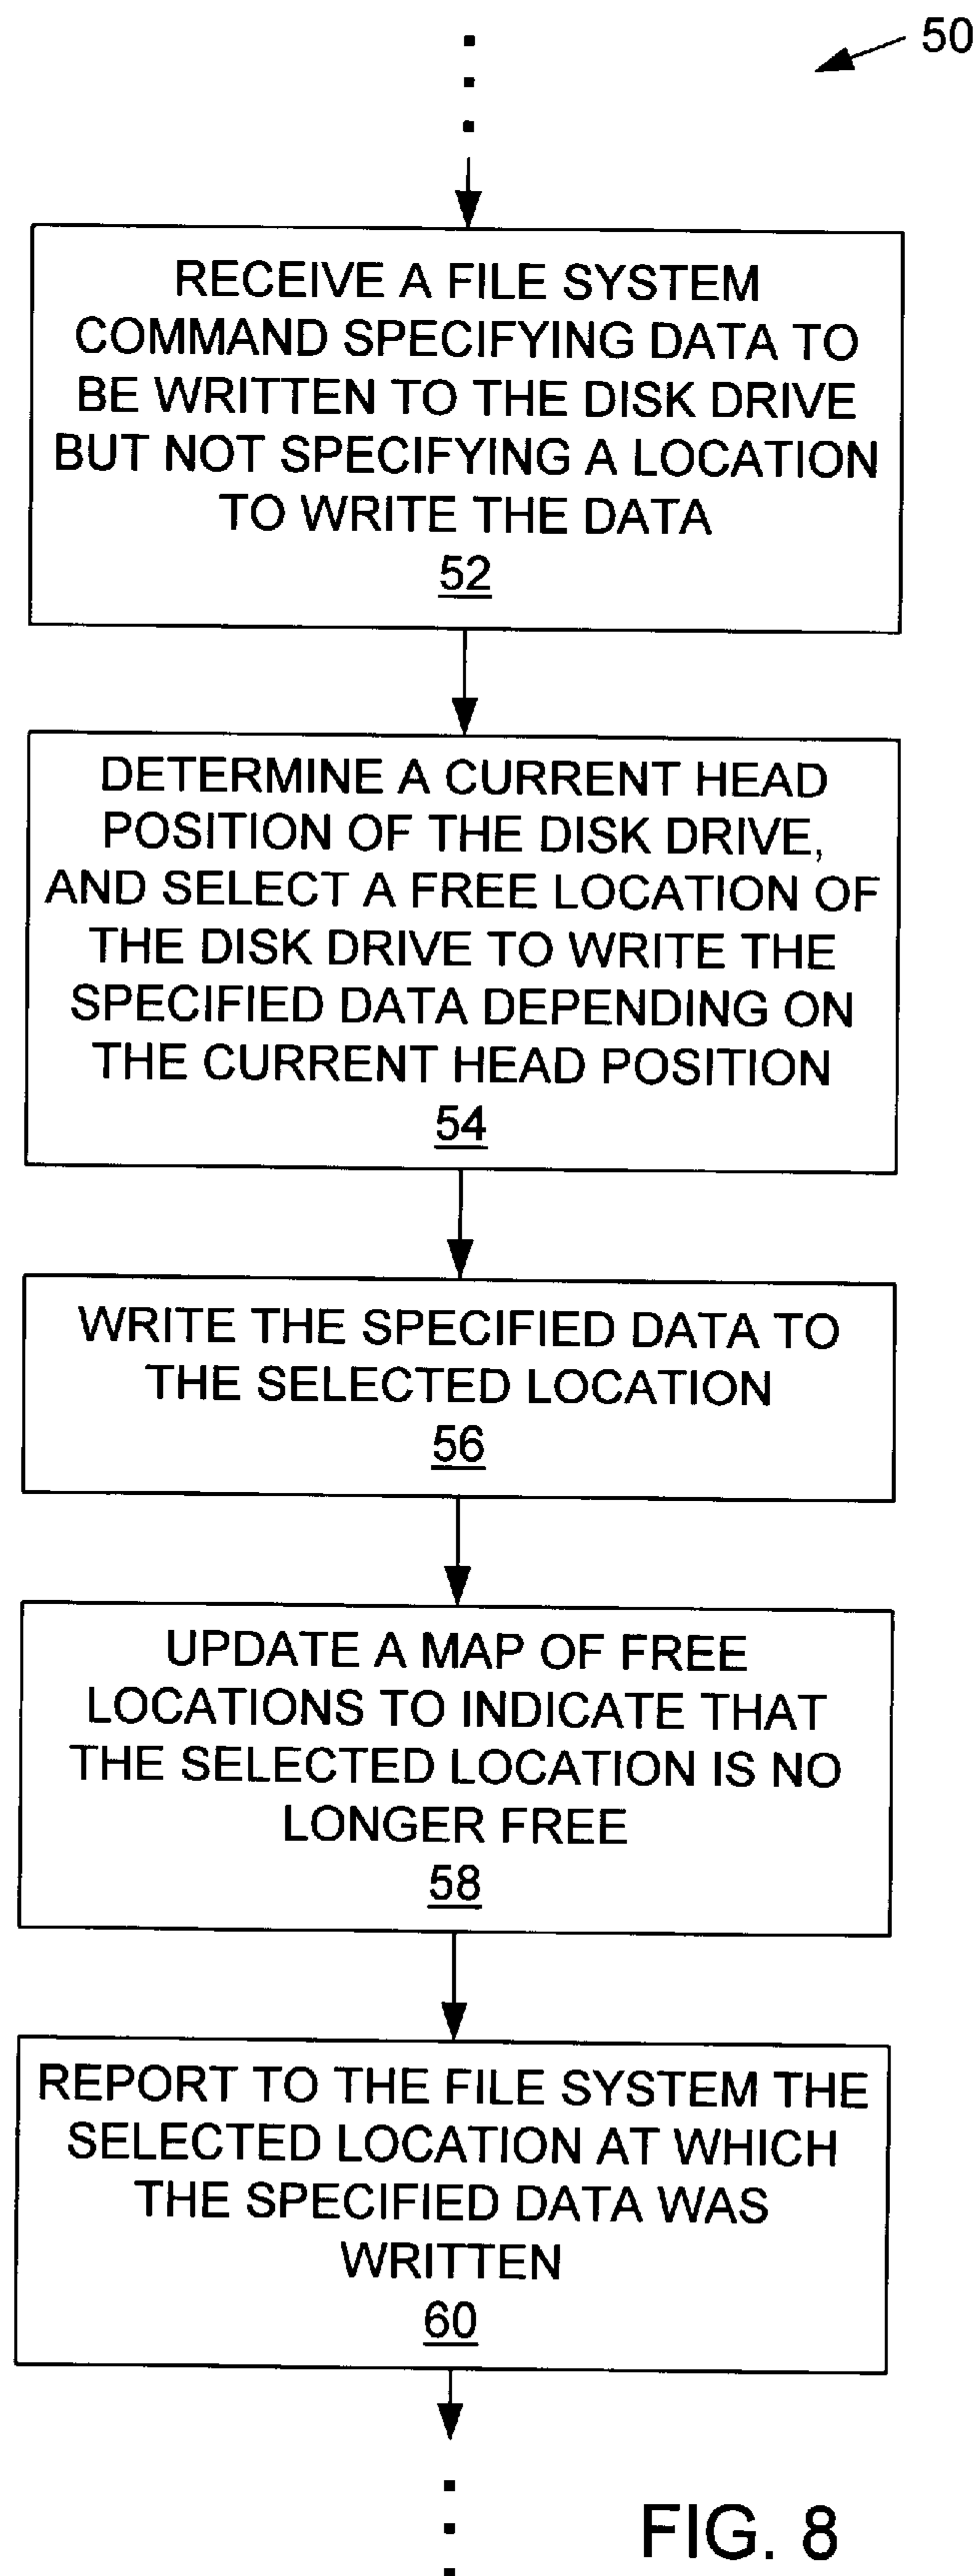 50
RECEIVE A FILE SYSTEM
COMMAND SPECIFYING DATA TO
BE WRITTEN TO THE DISK DRIVE
BUT NOT SPECIFYING A LOCATION
TO WRITE THE DATA
52
DETERMINE A CURRENT HEAD
POSITION OF THE DISK DRIVE,
AND SELECT A FREE LOCATION OF
THE DISK DRIVE TO WRITE THE
SPECIFIED DATA DEPENDING ON
THE CURRENT HEAD POSITION
54
WRITE THE SPECIFIED DATA TO
THE SELECTED LOCATION
56
UPDATE A MAP OF FREE
LOCATIONS TO INDICATE THAT
THE SELECTED LOCATION IS NO
LONGER FREE
58
REPORT TO THE FILE SYSTEM THE
SELECTED LOCATION AT WHICH
THE SPECIFIED DATA WAS
WRITTEN
60
FIG. 8